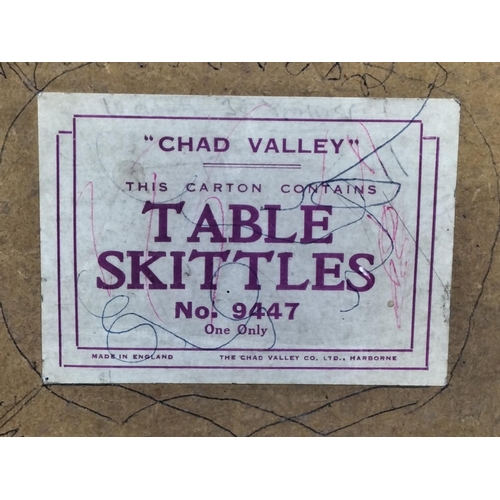 "CHAD VALLEY"
THIS CARTON CONTAINS
TABLE
SKITTLES
No. 9447
One Only
MADE IN ENGLAND THE CHAD VALLEY CO. LTD., HARBORNE